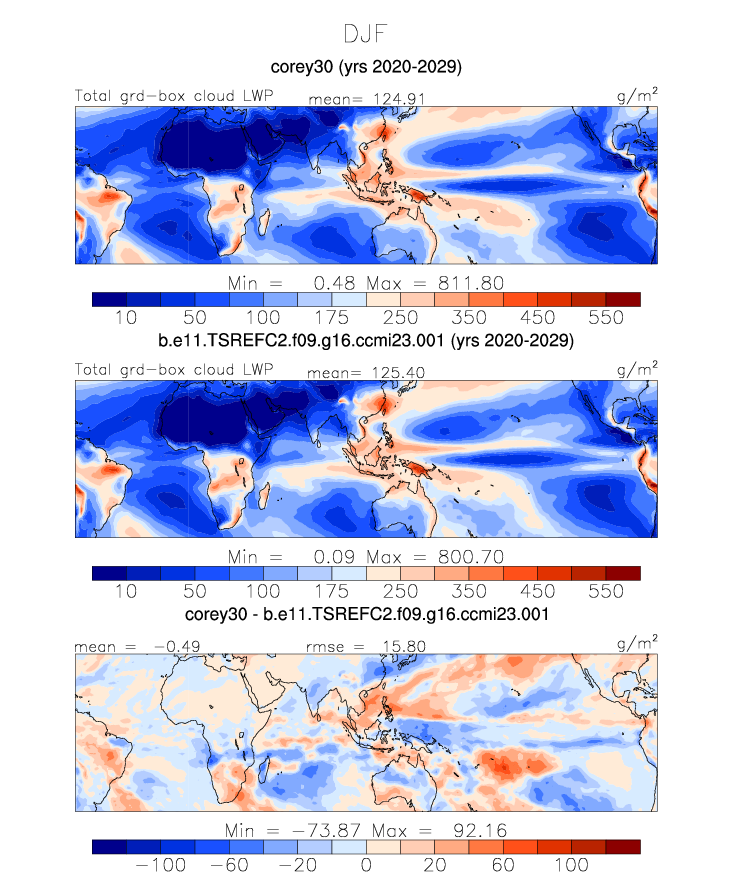 DJF
corey30 (yrs 2020-2029)
Total grd-box cloud LWP mean= 124.91 g/m²
Min = 0.48 Max = 811.80
10 50 100 175 250 350 450 550
b.e11.TSREFC2.f09.g16.ccmi23.001 (yrs 2020-2029)
Total grd-box cloud LWP mean= 125.40 g/m²
Min = 0.09 Max = 800.70
10 50 100 175 250 350 450 550
corey30 - b.e11.TSREFC2.f09.g16.ccmi23.001
mean = -0.49 rmse = 15.80 g/m²
Min = -73.87 Max = 92.16
-100 -60 -20 0 20 60 100